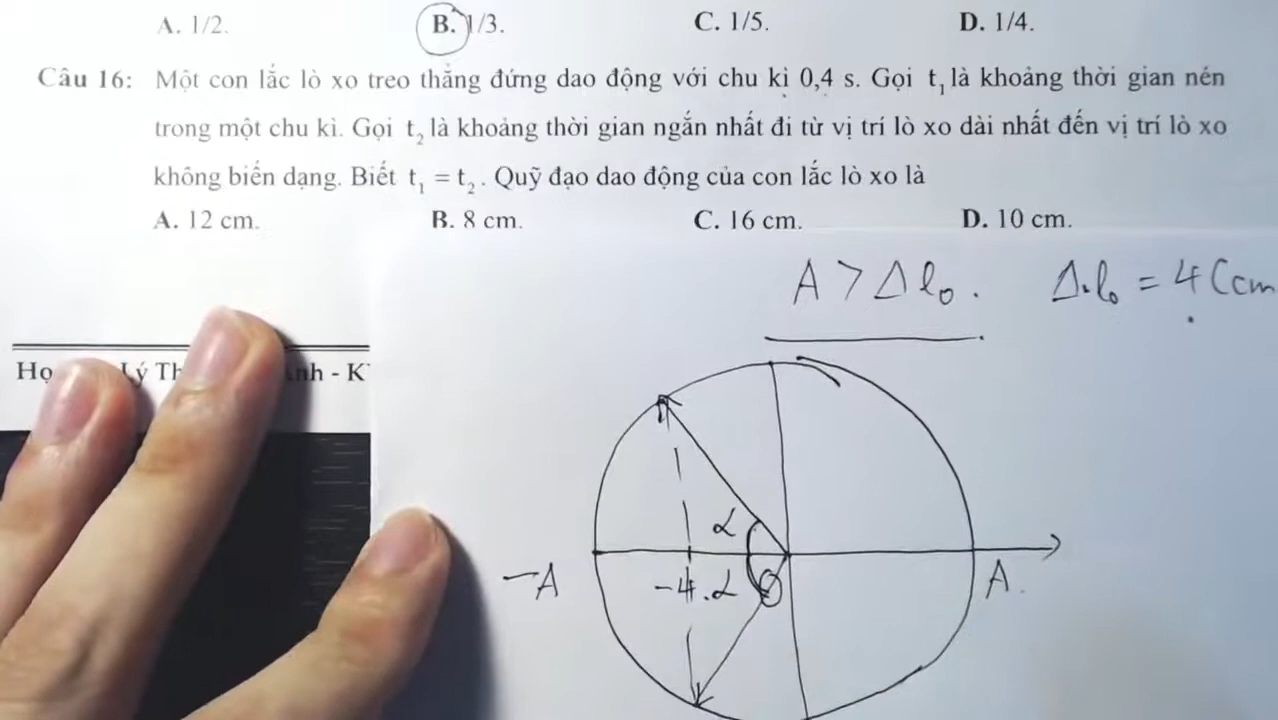 A. 1/2. B. 1/3. C. 1/5. D. 1/4.
Câu 16: Một con lắc lò xo treo thẳng đứng dao động với chu kì 0,4 s. Gọi t₁ là khoảng thời gian nén
trong một chu kì. Gọi t₂ là khoảng thời gian ngắn nhất đi từ vị trí lò xo dài nhất đến vị trí lò xo
không biến dạng. Biết t₁ = t₂. Quỹ đạo dao động của con lắc lò xo là
A. 12 cm. B. 8 cm. C. 16 cm. D. 10 cm.
A > Δl₀. Δl₀ = 4 (cm
Họ Lý Th nh - K
α
-A -4 α O A